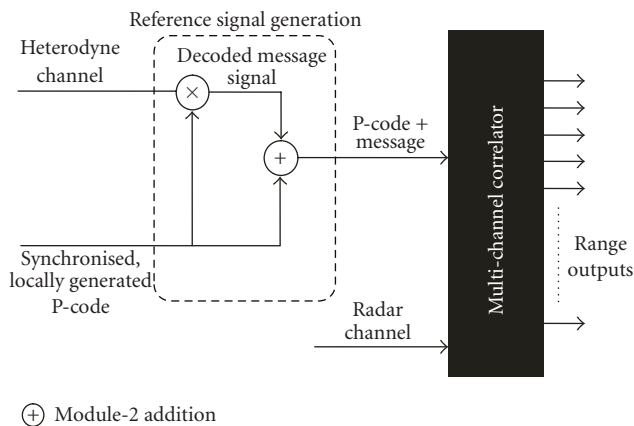 Reference signal generation
Heterodyne
channel
Decoded message
signal
×
+
P-code +
message
Synchronised,
locally generated
P-code
Radar
channel
Multi-channel correlator
Range
outputs
+ Module-2 addition